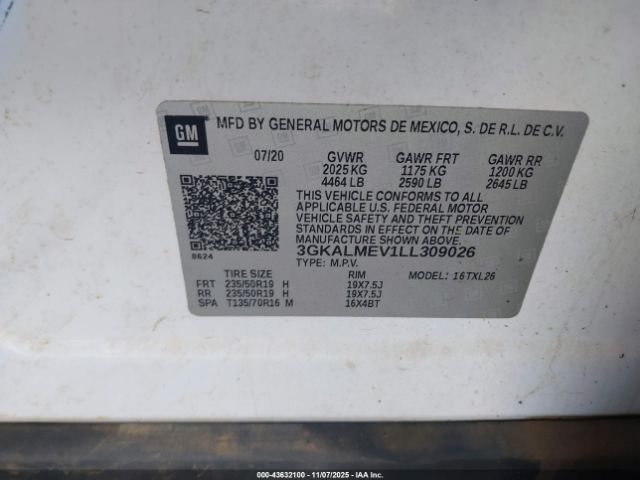 GM
MFD BY GENERAL MOTORS DE MEXICO, S. DE R.L. DE C.V.
07/20 GVWR GAWR FRT GAWR RR
2025 KG 1175 KG 1200 KG
4464 LB 2590 LB 2645 LB
THIS VEHICLE CONFORMS TO ALL
APPLICABLE U.S. FEDERAL MOTOR
VEHICLE SAFETY AND THEFT PREVENTION
STANDARDS IN EFFECT ON THE DATE OF
MANUFACTURE SHOWN ABOVE.
8624
3GKALMEV1LL309026
TYPE: M.P.V. MODEL: 16TXL26
TIRE SIZE RIM
FRT 235/50R19 H 19X7.5J
RR 235/50R19 H 19X7.5J
SPA T135/70R16 M 16X4BT
000-43632100 - 11/07/2025 - IAA, Inc.